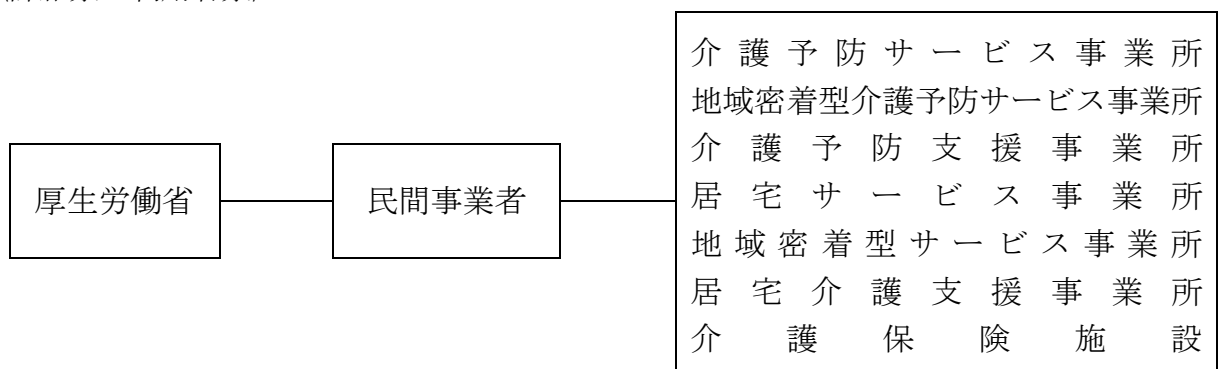 介護予防サービス事業所
地域密着型介護予防サービス事業所
介護予防支援事業所
厚生労働省
民間事業者
居宅サービス事業所
地域密着型サービス事業所
居宅介護支援事業所
介護保険施設